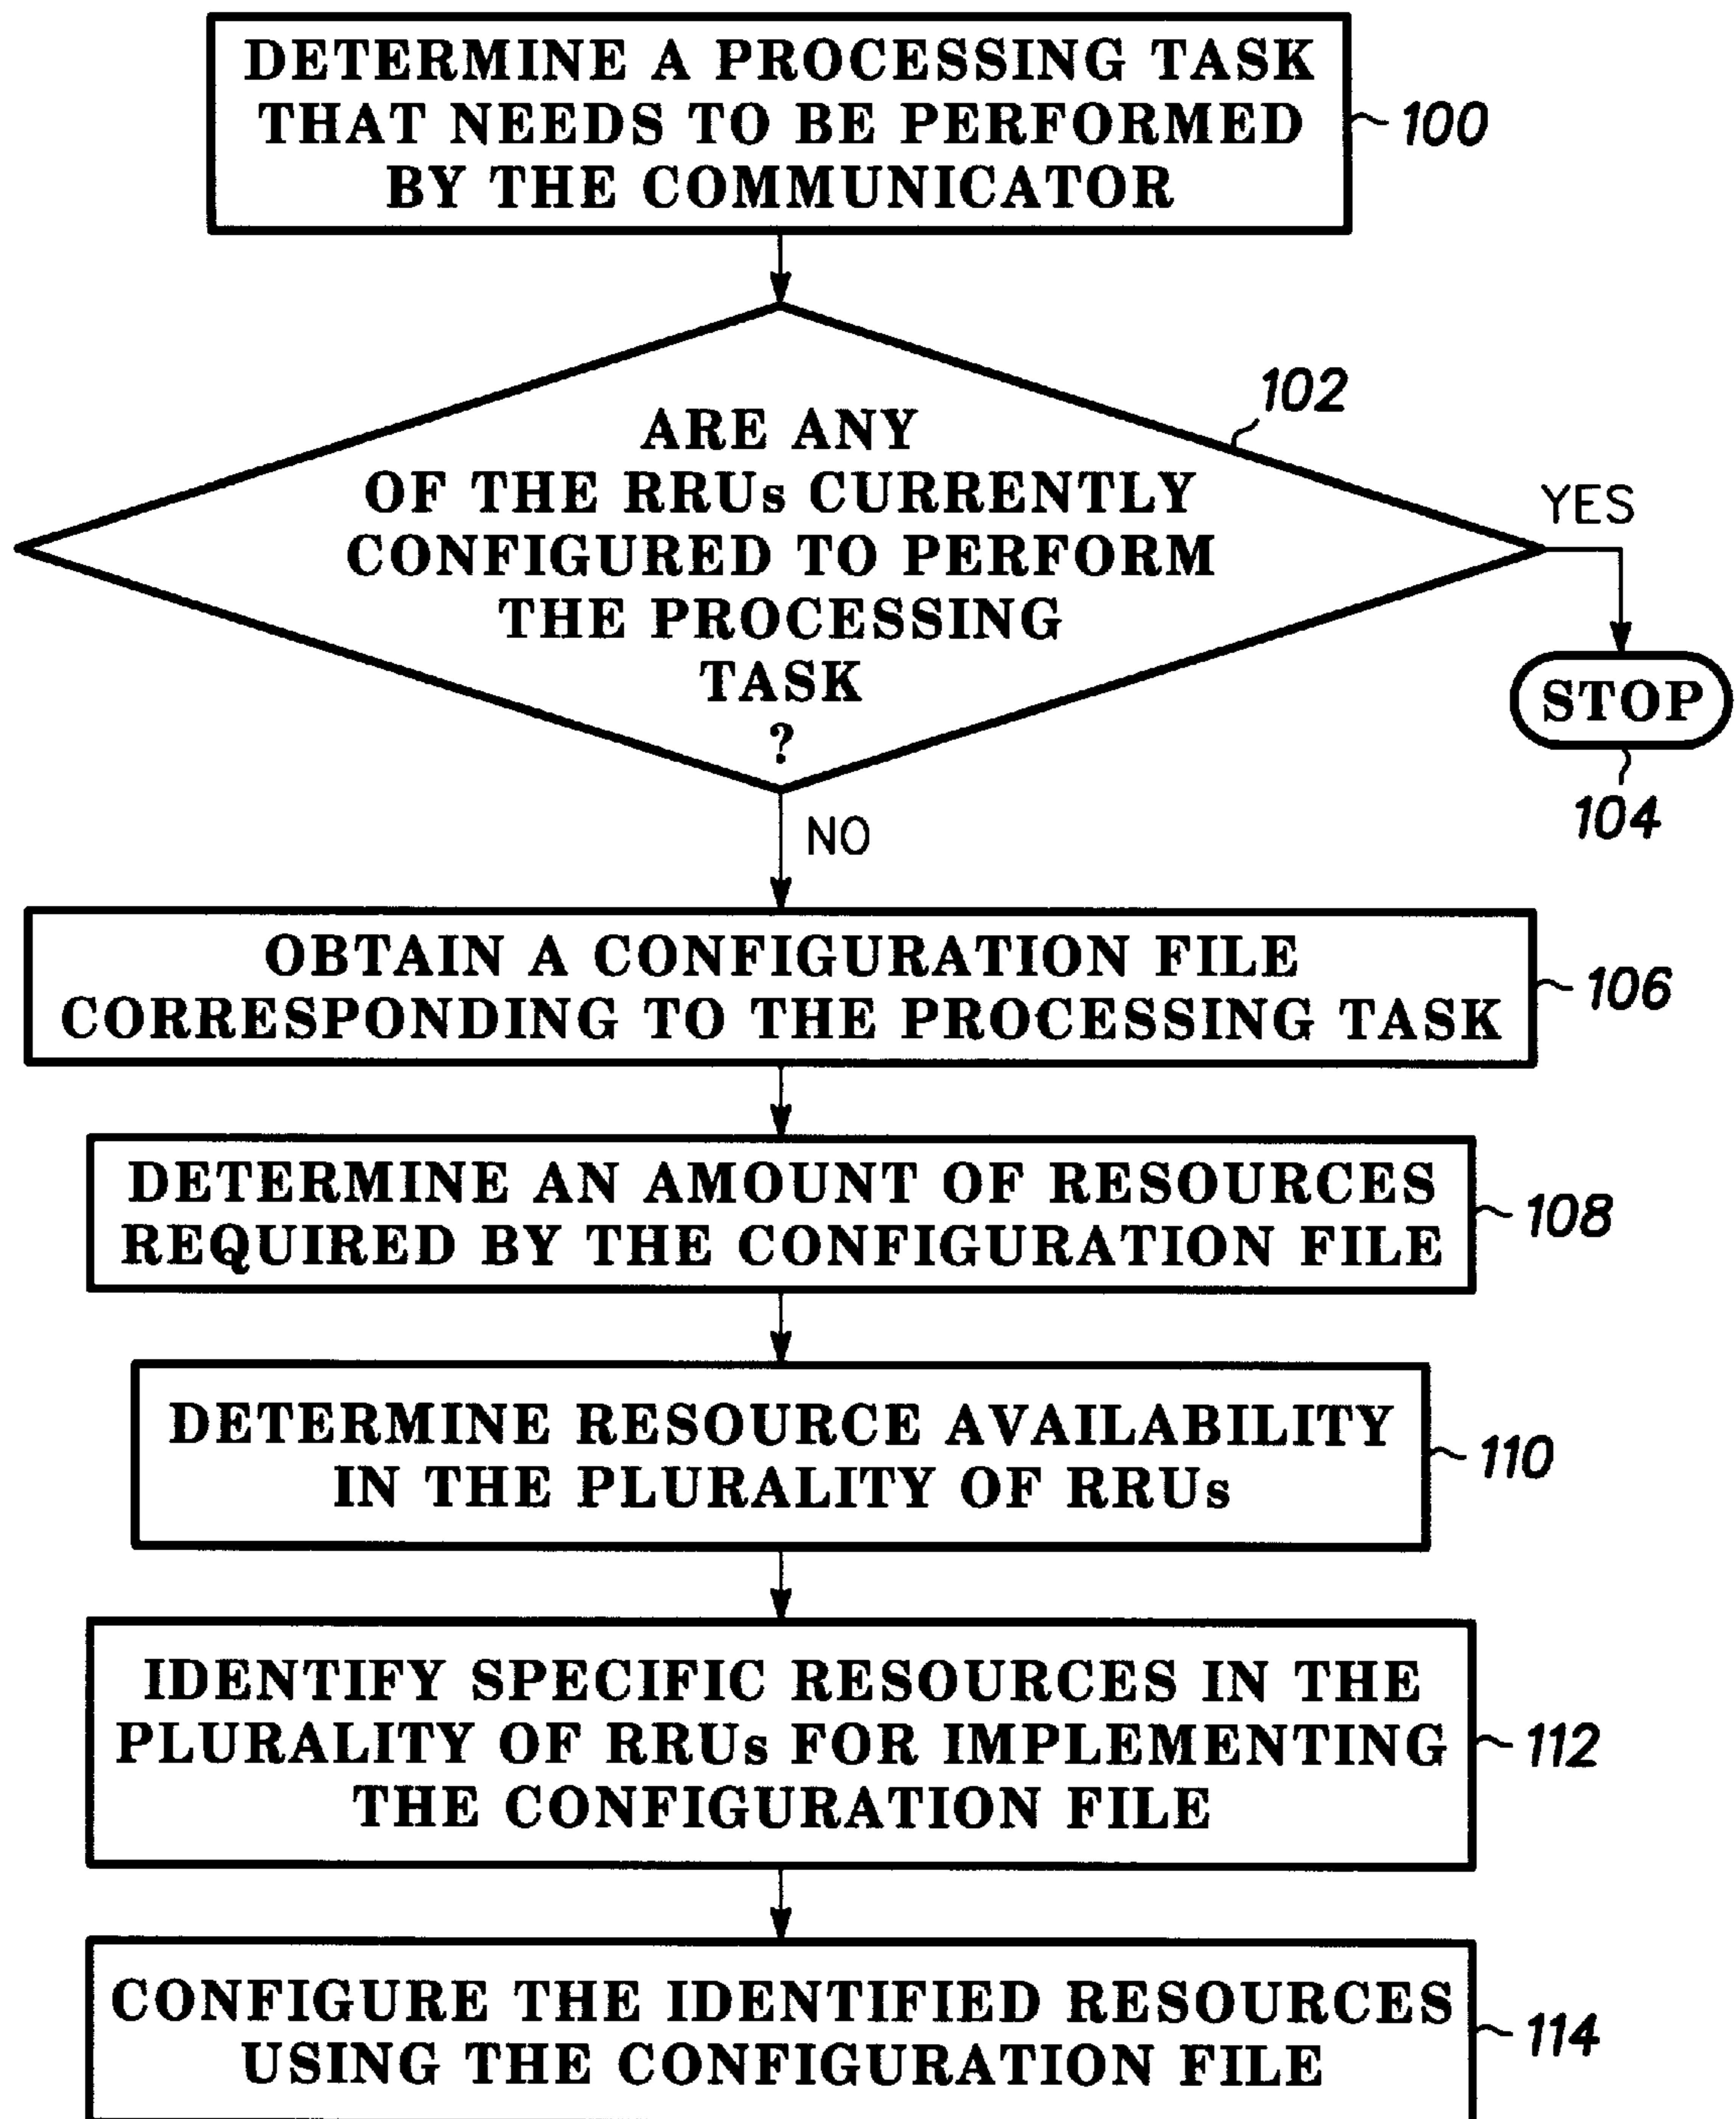 DETERMINE A PROCESSING TASK
THAT NEEDS TO BE PERFORMED
BY THE COMMUNICATOR
100
102
ARE ANY
OF THE RRUs CURRENTLY
CONFIGURED TO PERFORM
THE PROCESSING
TASK
?
YES
STOP
104
NO
OBTAIN A CONFIGURATION FILE
CORRESPONDING TO THE PROCESSING TASK
106
DETERMINE AN AMOUNT OF RESOURCES
REQUIRED BY THE CONFIGURATION FILE
108
DETERMINE RESOURCE AVAILABILITY
IN THE PLURALITY OF RRUs
110
IDENTIFY SPECIFIC RESOURCES IN THE
PLURALITY OF RRUs FOR IMPLEMENTING
THE CONFIGURATION FILE
112
CONFIGURE THE IDENTIFIED RESOURCES
USING THE CONFIGURATION FILE
114